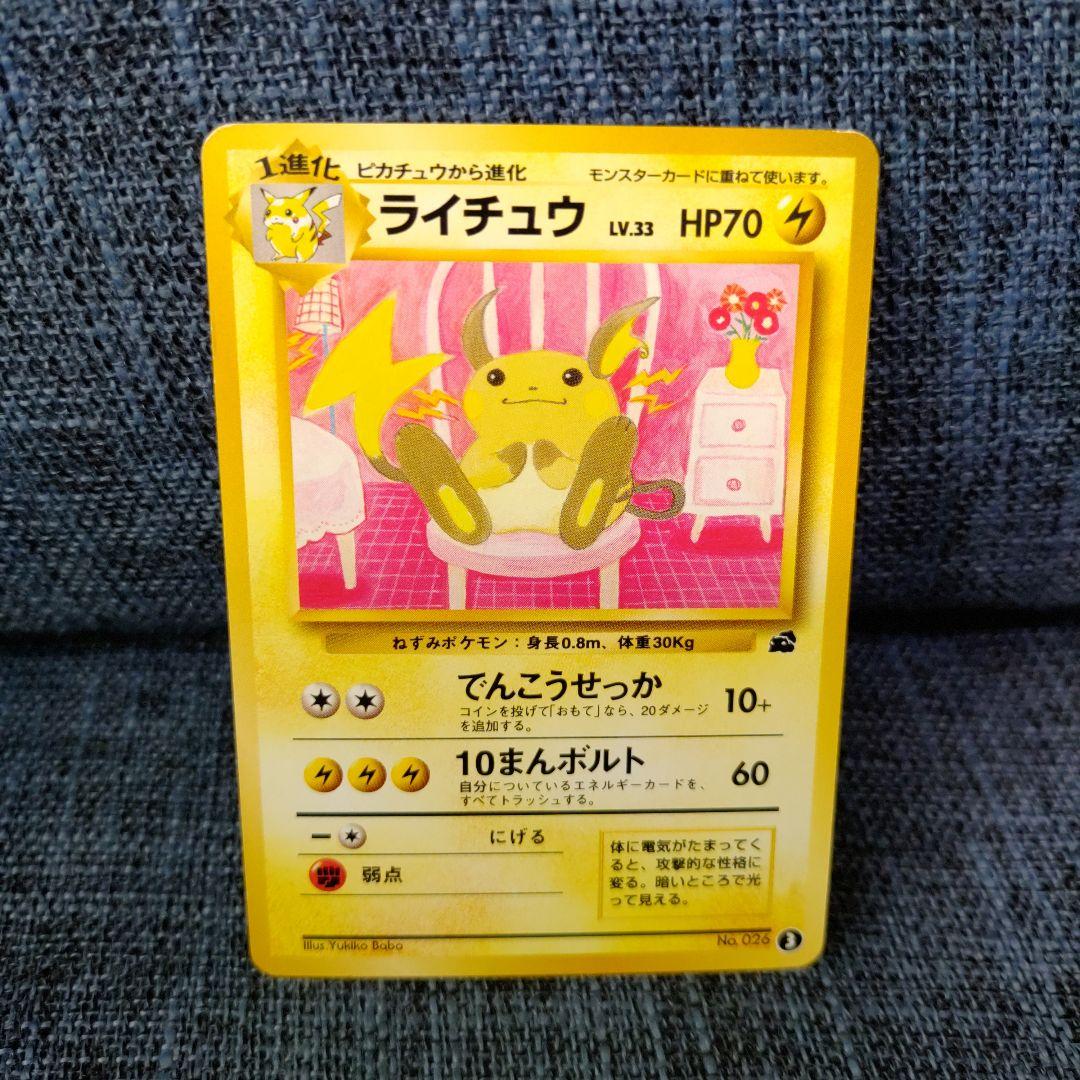 1進化 ピカチュウから進化 モンスターカードに重ねて使います。
ライチュウ LV.33 HP70
ねずみポケモン：身長0.8m、体重30Kg
でんこうせっか 10+
コインを投げて「おもて」なら、20ダメージ
を追加する。
10まんボルト 60
自分についているエネルギーカードを、
すべてトラッシュする。
ー にげる
弱点
体に電気がたまってく
ると、攻撃的な性格に
変る。暗いところで光
って見える。
Illus. Yukiko Baba No. 026